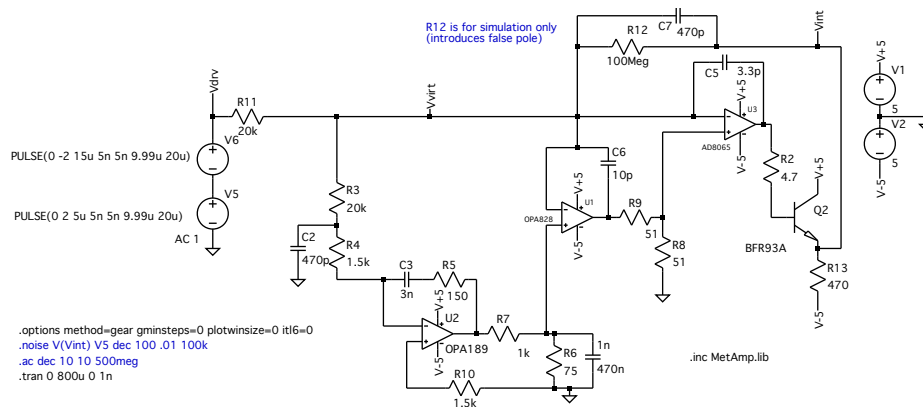 R12 is for simulation only
(introduces false pole)
C7
470p
Vint
R12
100Meg
C5
3.3p
V+5
U3
AD8065
V-5
V+5
V1
5
V2
5
V-5
Vdrv
R11
20k
Vvirt
V6
PULSE(0 -2 15u 5n 5n 9.99u 20u)
V5
PULSE(0 2 5u 5n 5n 9.99u 20u)
AC 1
R3
20k
C2
470p
R4
1.5k
C6
10p
V+5
U1
OPA828
V-5
R9
51
R8
51
R2
4.7
V+5
Q2
BFR93A
R13
470
V-5
C3
3n
R5
150
V+5
U2
OPA189
V-5
R7
1k
R6
75
1n
470n
R10
1.5k
.options method=gear gminsteps=0 plotwinsize=0 itl6=0
.noise V(Vint) V5 dec 100 .01 100k
.ac dec 10 10 500meg
.tran 0 800u 0 1n
.inc MetAmp.lib